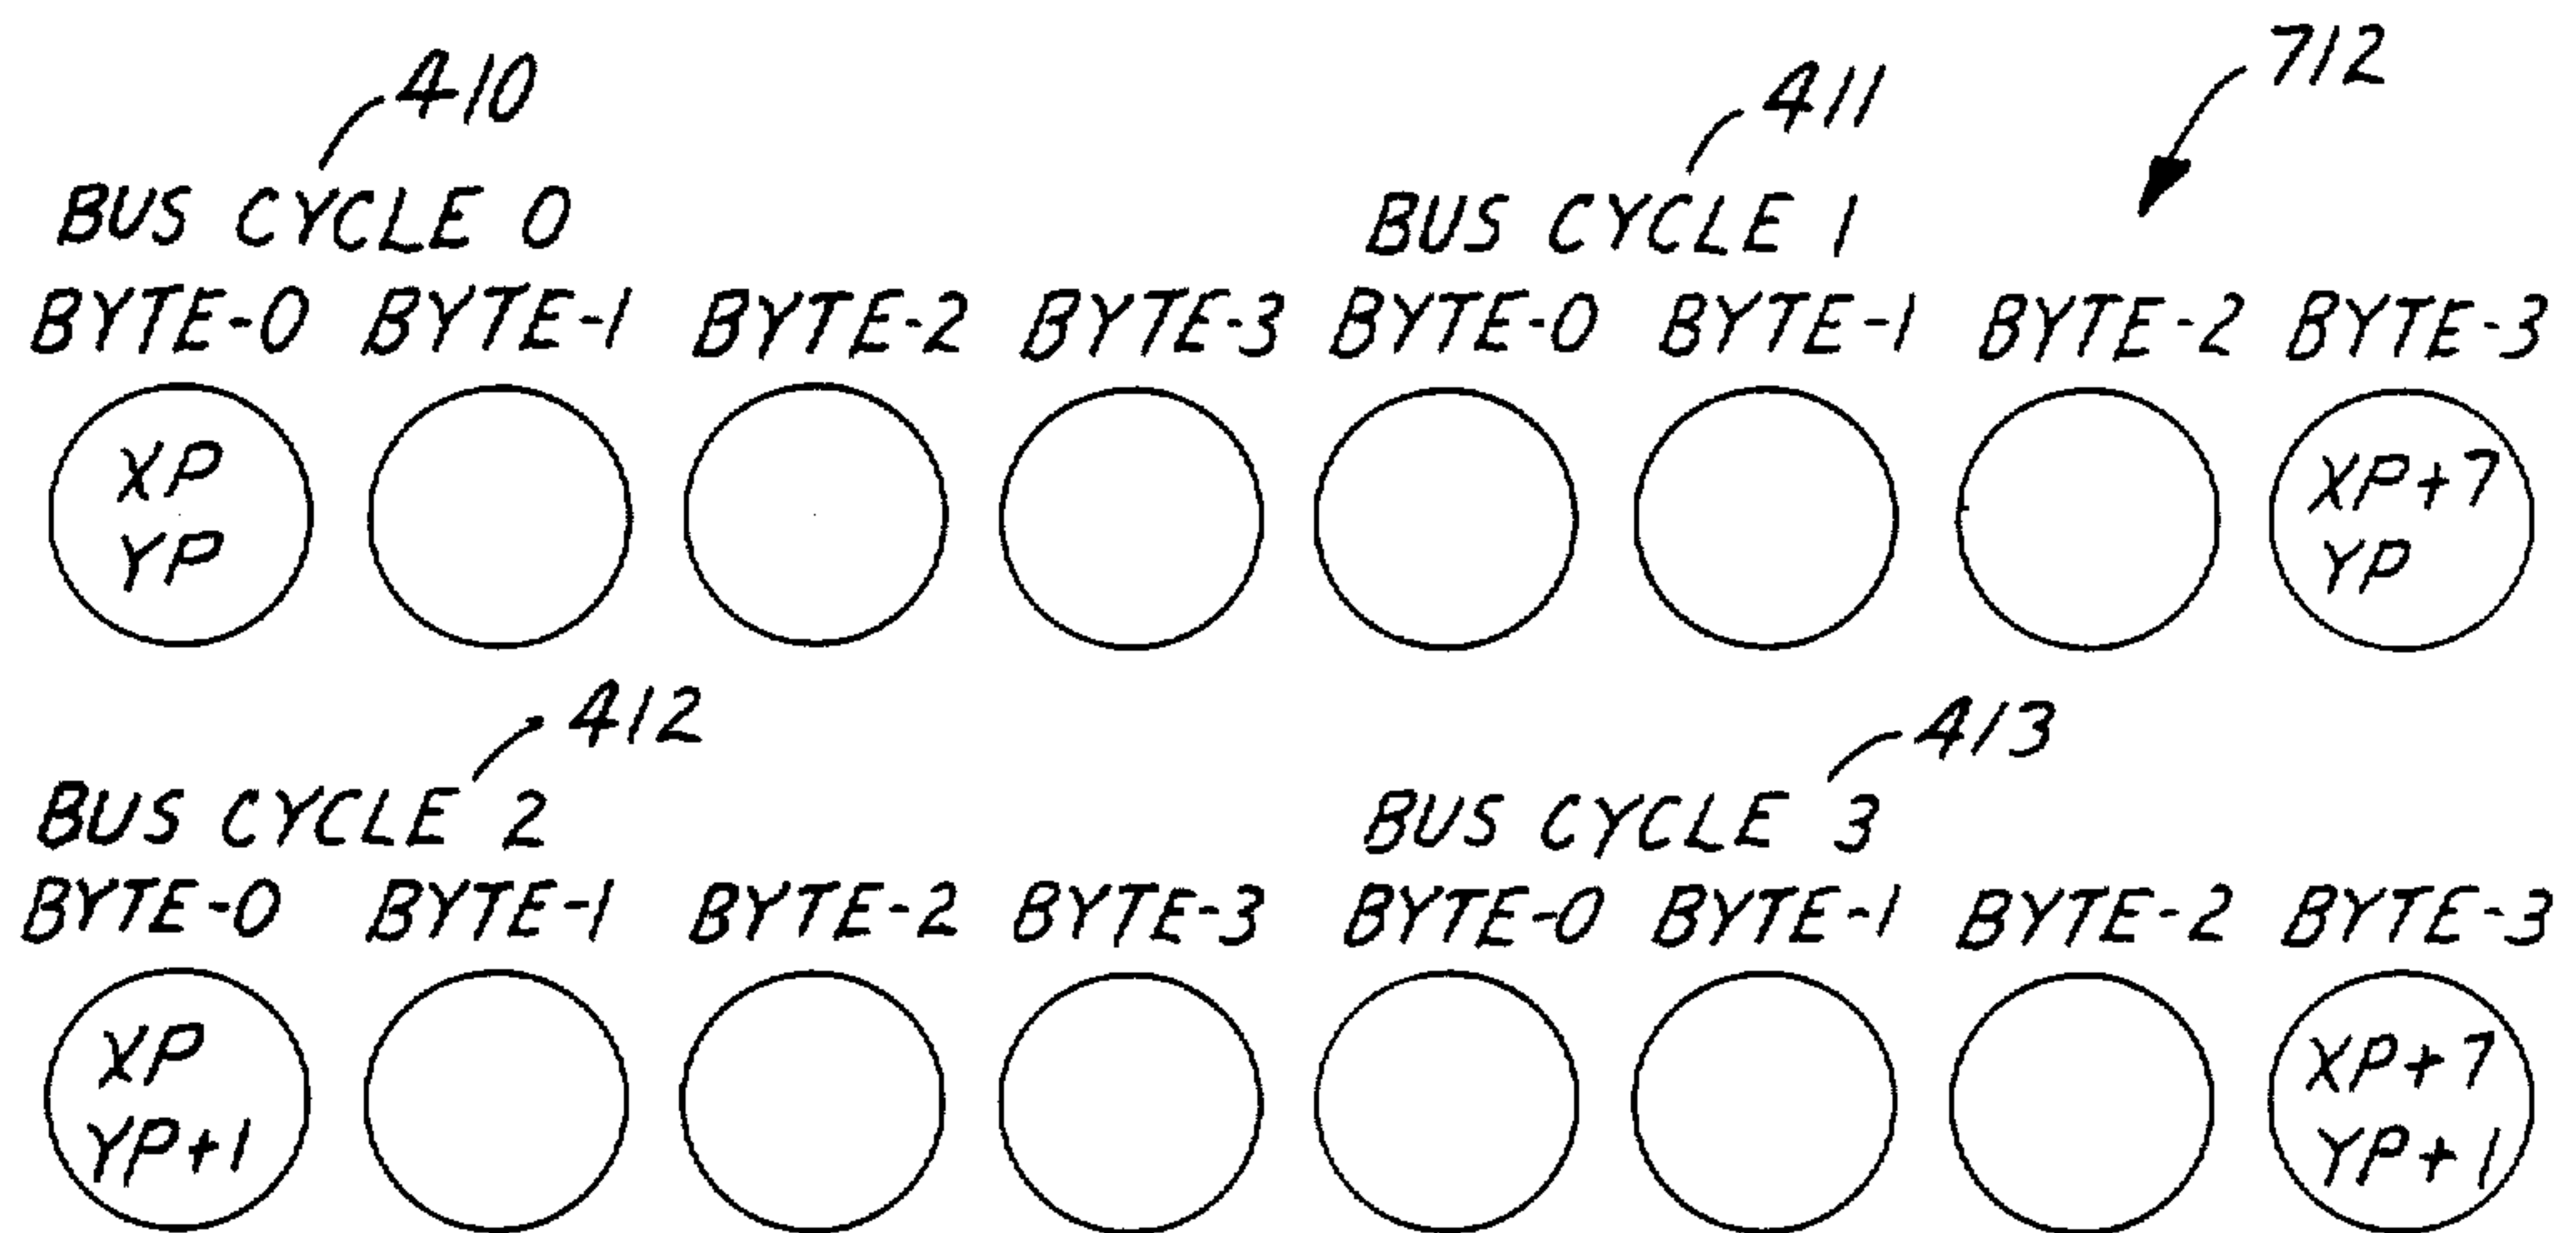 410 411 712
BUS CYCLE 0 BUS CYCLE 1
BYTE-0 BYTE-1 BYTE-2 BYTE-3 BYTE-0 BYTE-1 BYTE-2 BYTE-3
XP XP+7
YP YP
412 413
BUS CYCLE 2 BUS CYCLE 3
BYTE-0 BYTE-1 BYTE-2 BYTE-3 BYTE-0 BYTE-1 BYTE-2 BYTE-3
XP XP+7
YP+1 YP+1